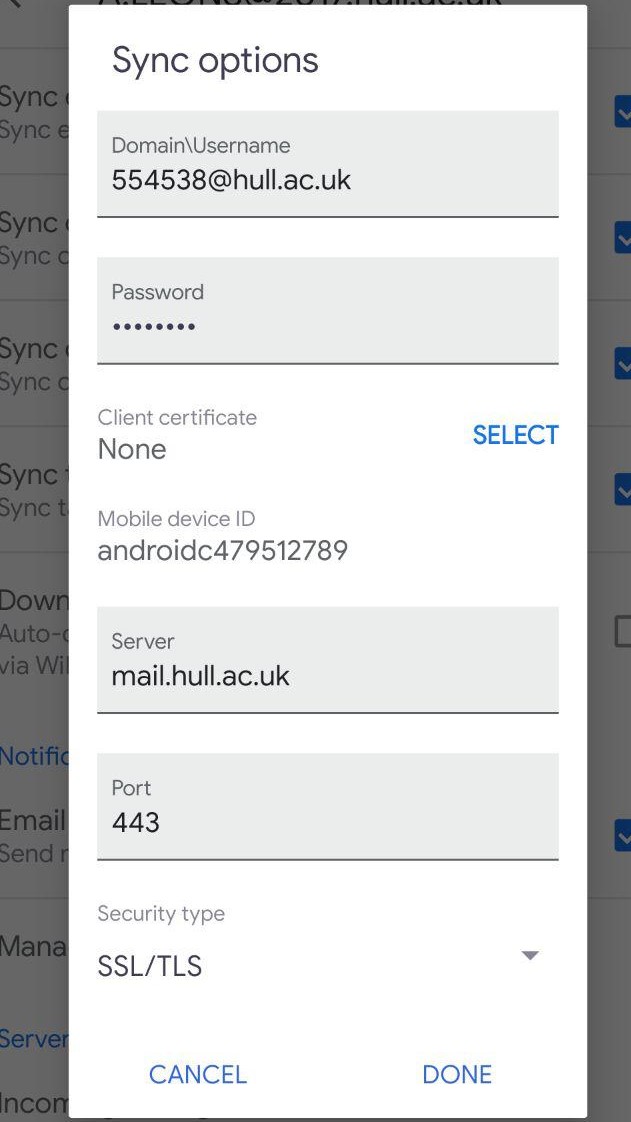 Sync options
Domain\Username
554538@hull.ac.uk
Password
Client certificate
None
SELECT
Mobile device ID
androidc479512789
Server
mail.hull.ac.uk
Port
443
Security type
SSL/TLS
CANCEL
DONE
Sync
Sync e
Sync
Sync c
Sync
Sync c
Sync
Sync t
Down
Auto-c
via Wi
Notific
Email
Send r
Mana
Server
Incom